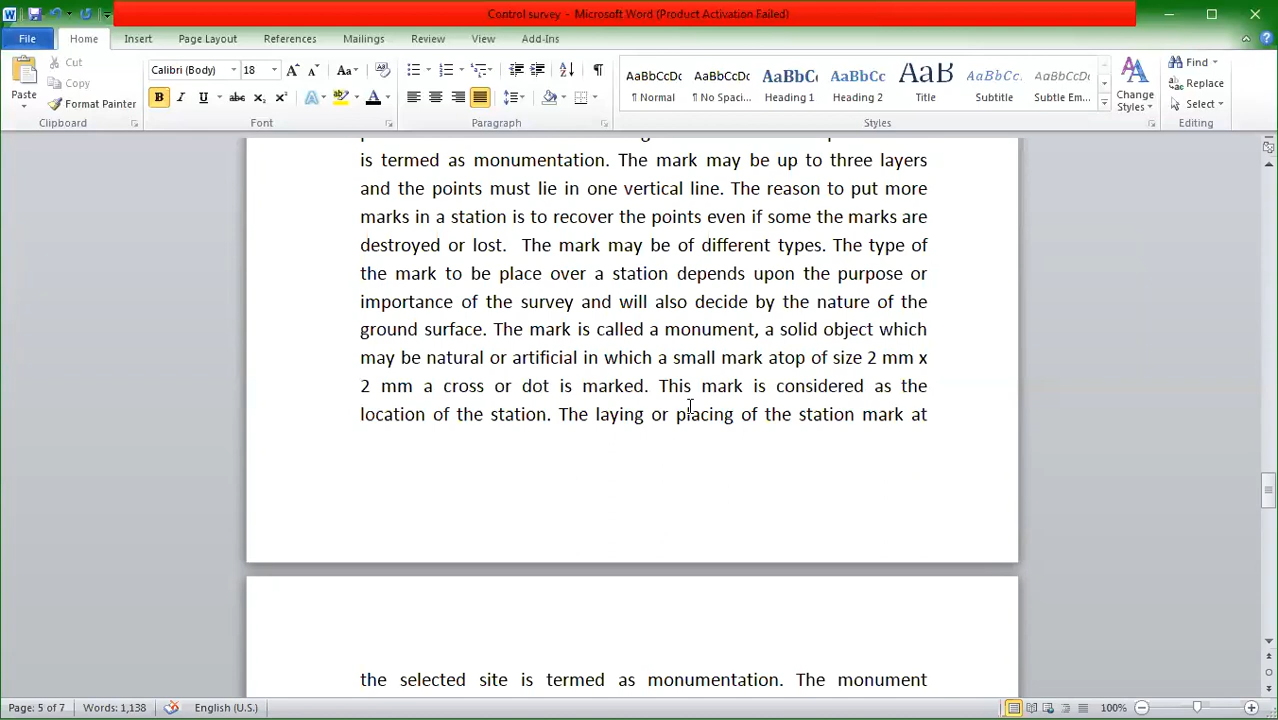 Control survey - Microsoft Word (Product Activation Failed)
File Home Insert Page Layout References Mailings Review View Add-Ins
Paste
Cut
Copy
Format Painter
Clipboard
Calibri (Body) 18
Font
Paragraph
AaBbCcDc AaBbCcDc AaBbC AaBbCc AaB AaBbCc AaBbCcDc
¶ Normal ¶ No Spaci... Heading 1 Heading 2 Title Subtitle Subtle Em...
Change Styles
Styles
Find
Replace
Select
Editing
is termed as monumentation. The mark may be up to three layers
and the points must lie in one vertical line. The reason to put more
marks in a station is to recover the points even if some the marks are
destroyed or lost. The mark may be of different types. The type of
the mark to be place over a station depends upon the purpose or
importance of the survey and will also decide by the nature of the
ground surface. The mark is called a monument, a solid object which
may be natural or artificial in which a small mark atop of size 2 mm x
2 mm a cross or dot is marked. This mark is considered as the
location of the station. The laying or placing of the station mark at
the selected site is termed as monumentation. The monument
Page: 5 of 7 Words: 1,138 English (U.S.) 100%